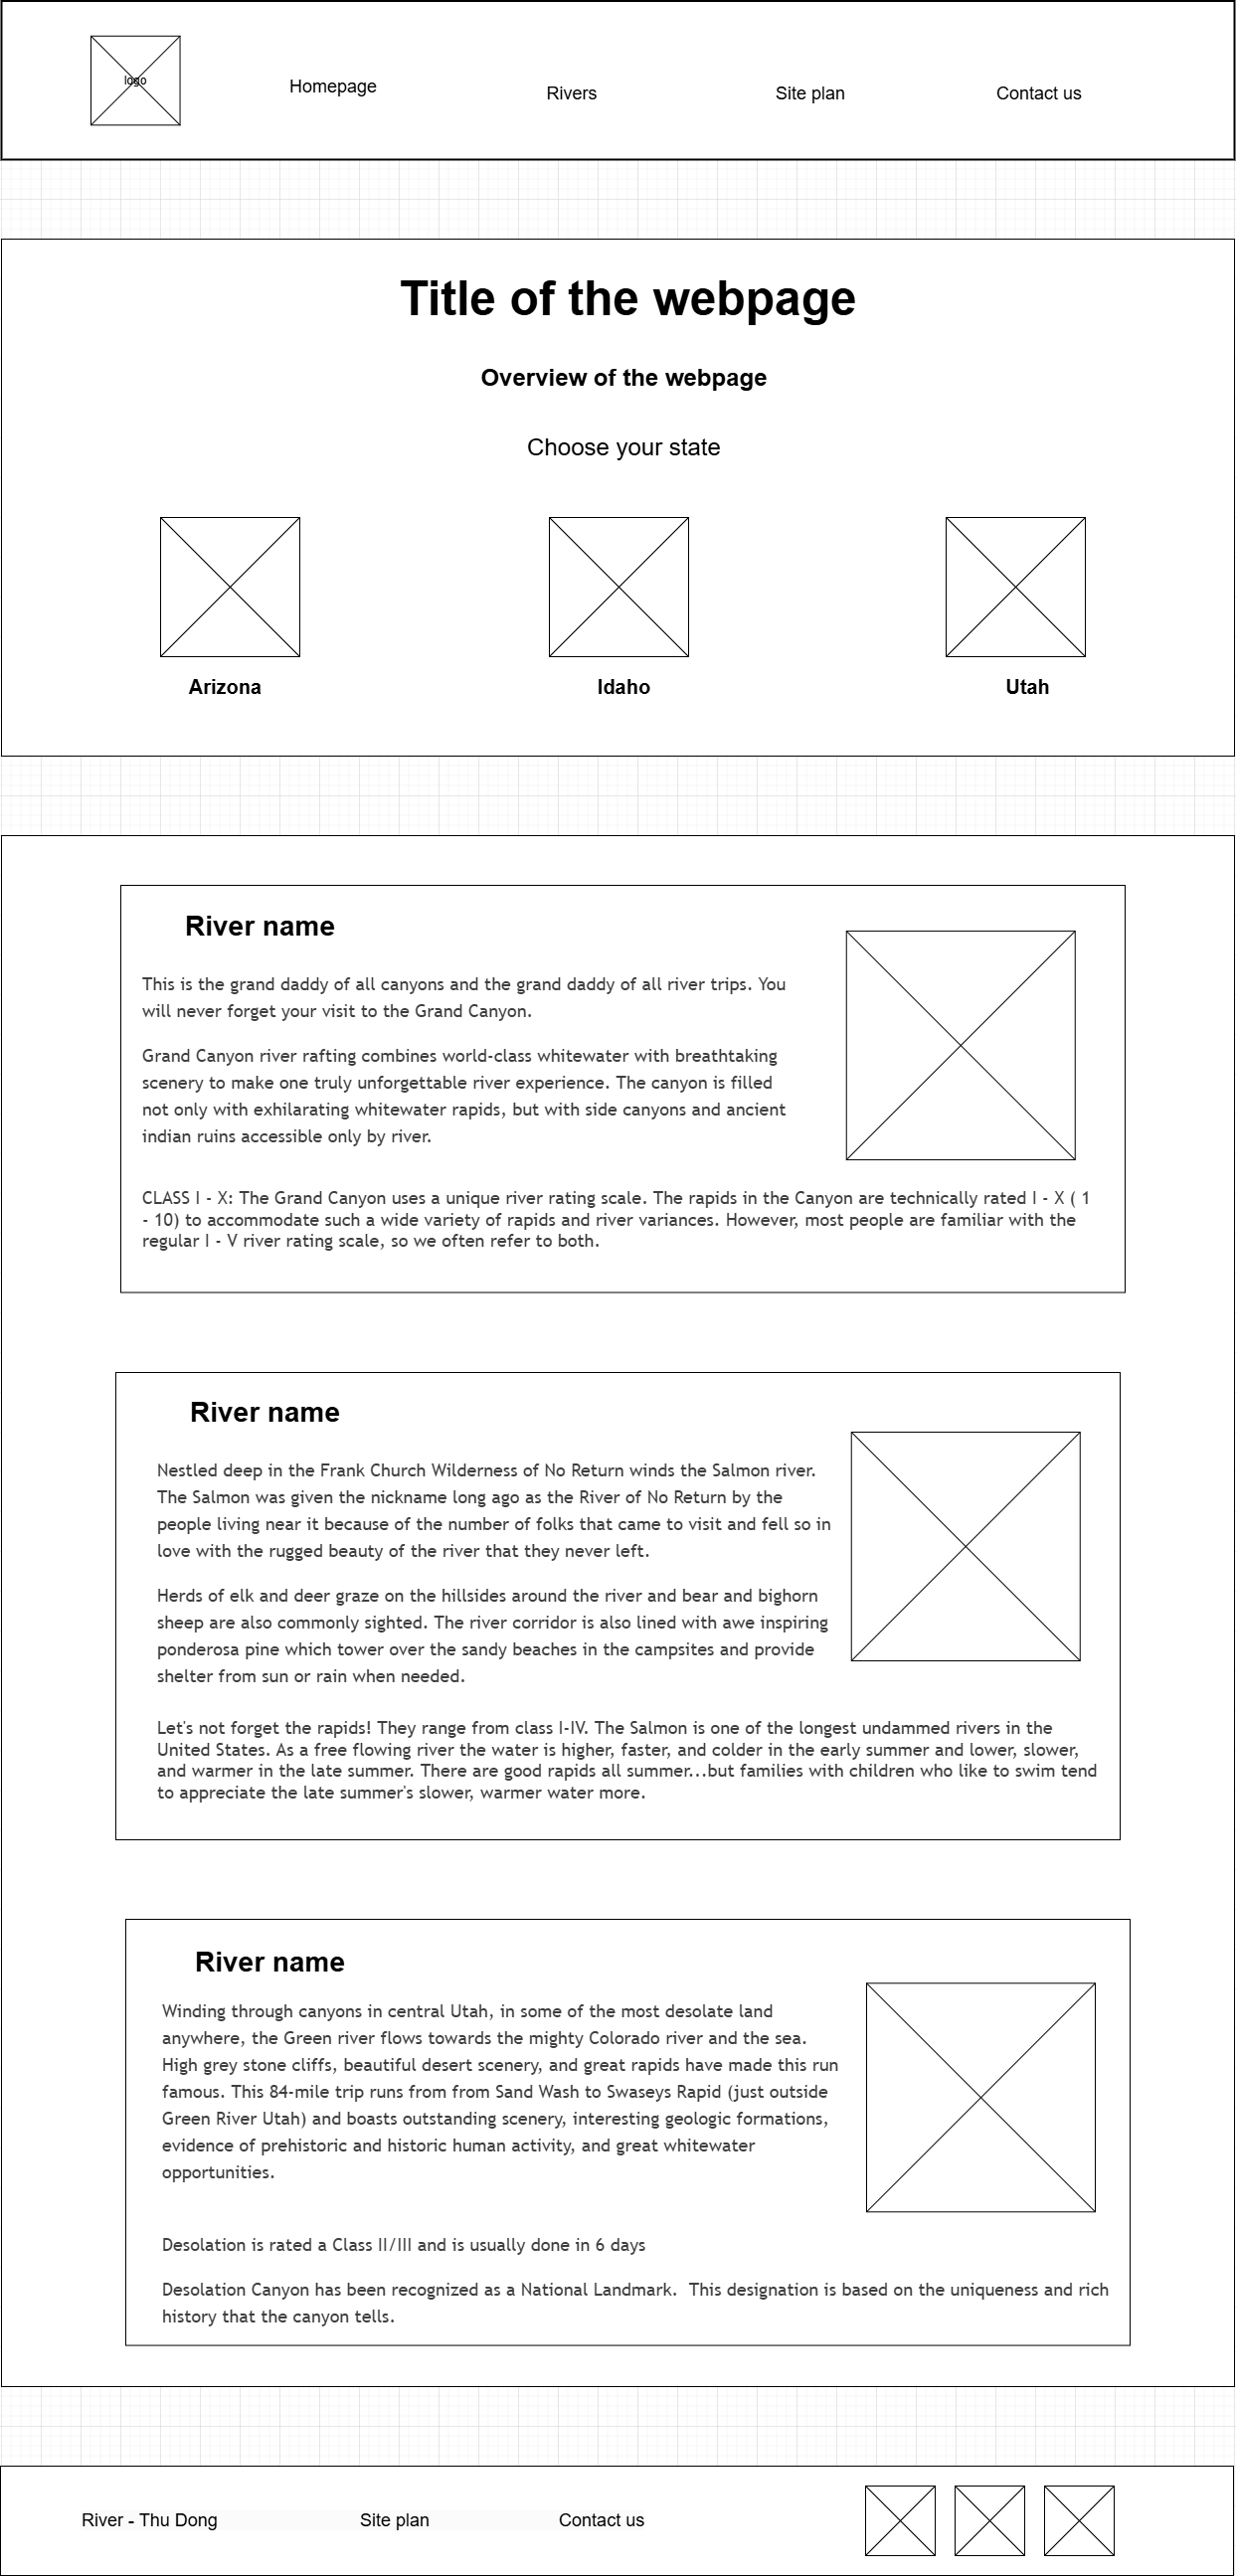 logo
Homepage
Rivers
Site plan
Contact us
Title of the webpage
Overview of the webpage
Choose your state
Arizona
Idaho
Utah
River name
This is the grand daddy of all canyons and the grand daddy of all river trips. You
will never forget your visit to the Grand Canyon.
Grand Canyon river rafting combines world-class whitewater with breathtaking
scenery to make one truly unforgettable river experience. The canyon is filled
not only with exhilarating whitewater rapids, but with side canyons and ancient
indian ruins accessible only by river.
CLASS I - X: The Grand Canyon uses a unique river rating scale. The rapids in the Canyon are technically rated I - X ( 1
- 10) to accommodate such a wide variety of rapids and river variances. However, most people are familiar with the
regular I - V river rating scale, so we often refer to both.
River name
Nestled deep in the Frank Church Wilderness of No Return winds the Salmon river.
The Salmon was given the nickname long ago as the River of No Return by the
people living near it because of the number of folks that came to visit and fell so in
love with the rugged beauty of the river that they never left.
Herds of elk and deer graze on the hillsides around the river and bear and bighorn
sheep are also commonly sighted. The river corridor is also lined with awe inspiring
ponderosa pine which tower over the sandy beaches in the campsites and provide
shelter from sun or rain when needed.
Let's not forget the rapids! They range from class I-IV. The Salmon is one of the longest undammed rivers in the
United States. As a free flowing river the water is higher, faster, and colder in the early summer and lower, slower,
and warmer in the late summer. There are good rapids all summer...but families with children who like to swim tend
to appreciate the late summer's slower, warmer water more.
River name
Winding through canyons in central Utah, in some of the most desolate land
anywhere, the Green river flows towards the mighty Colorado river and the sea.
High grey stone cliffs, beautiful desert scenery, and great rapids have made this run
famous. This 84-mile trip runs from from Sand Wash to Swaseys Rapid (just outside
Green River Utah) and boasts outstanding scenery, interesting geologic formations,
evidence of prehistoric and historic human activity, and great whitewater
opportunities.
Desolation is rated a Class II/III and is usually done in 6 days
Desolation Canyon has been recognized as a National Landmark.  This designation is based on the uniqueness and rich
history that the canyon tells.
River - Thu Dong
Site plan
Contact us